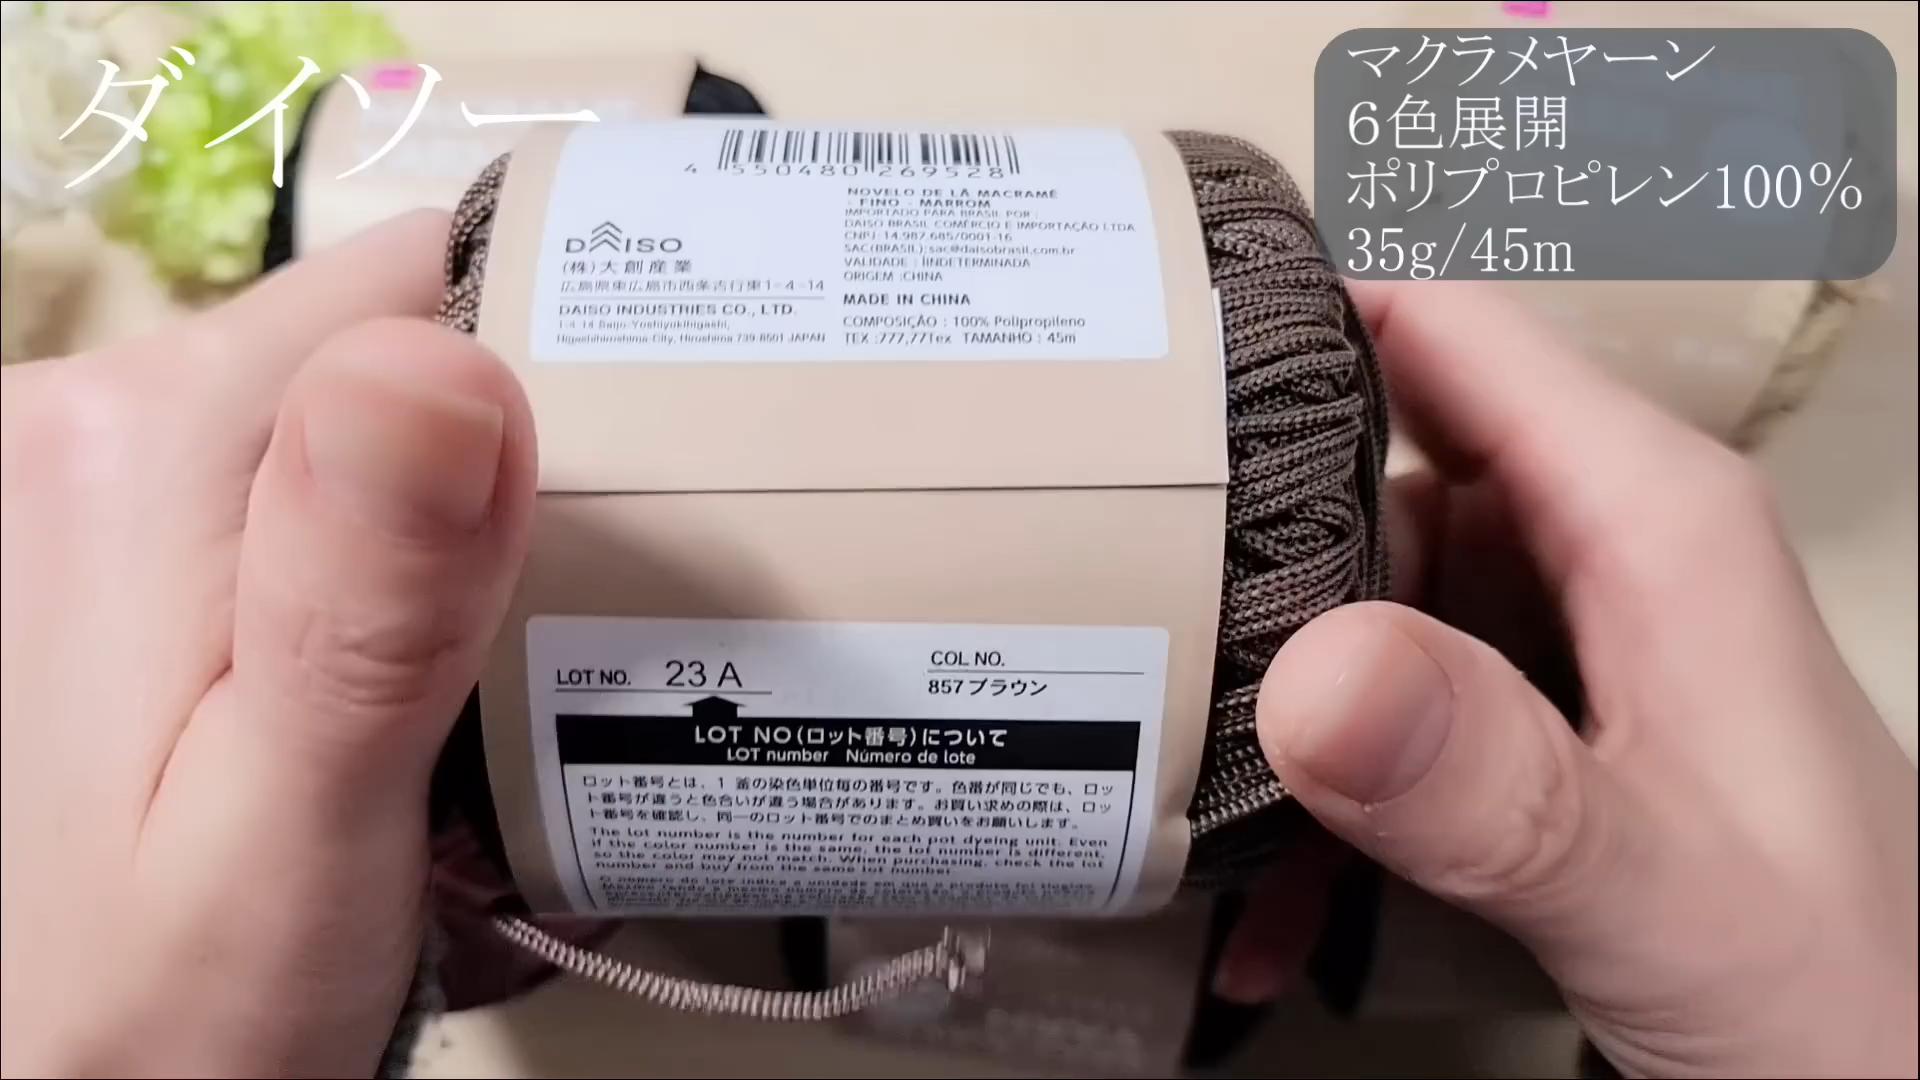 ダイソー
マクラメヤーン
6色展開
ポリプロピレン100%
35g/45m
4 550480 269528
NOVELO DE LÃ MACRAMÉ
- FINO - MARROM
IMPORTADO PARA BRASIL POR :
DAISO BRASIL COMÉRCIO E IMPORTAÇÃO LTDA
CNPJ 14.987.685/0001-16
SAC(BRASIL):sac@daisobrasil.com.br
VALIDADE : INDETERMINADA
ORIGEM :CHINA
MADE IN CHINA
COMPOSIÇÃO : 100% Polipropileno
TEX :777,77Tex TAMANHO : 45m
DAISO
(株)大創産業
広島県東広島市西条吉行東1-4-14
DAISO INDUSTRIES CO., LTD.
1-4-14 Saijo-Yoshiyukihigashi,
Higashihiroshima-City, Hiroshima 739-8501 JAPAN
LOT NO. 23 A
COL NO.
857 ブラウン
LOT NO(ロット番号)について
LOT number Número de lote
ロット番号とは、1 釜の染色単位毎の番号です。色番が同じでも、ロッ
ト番号が違うと色合いが違う場合があります。お買い求めの際は、ロッ
ト番号を確認し、同一のロット番号でのまとめ買いをお願いします。
The lot number is the number for each pot dyeing unit. Even
if the color number is the same, the lot number is different,
so the color may not match. When purchasing, check the lot
number and buy from the same lot number.